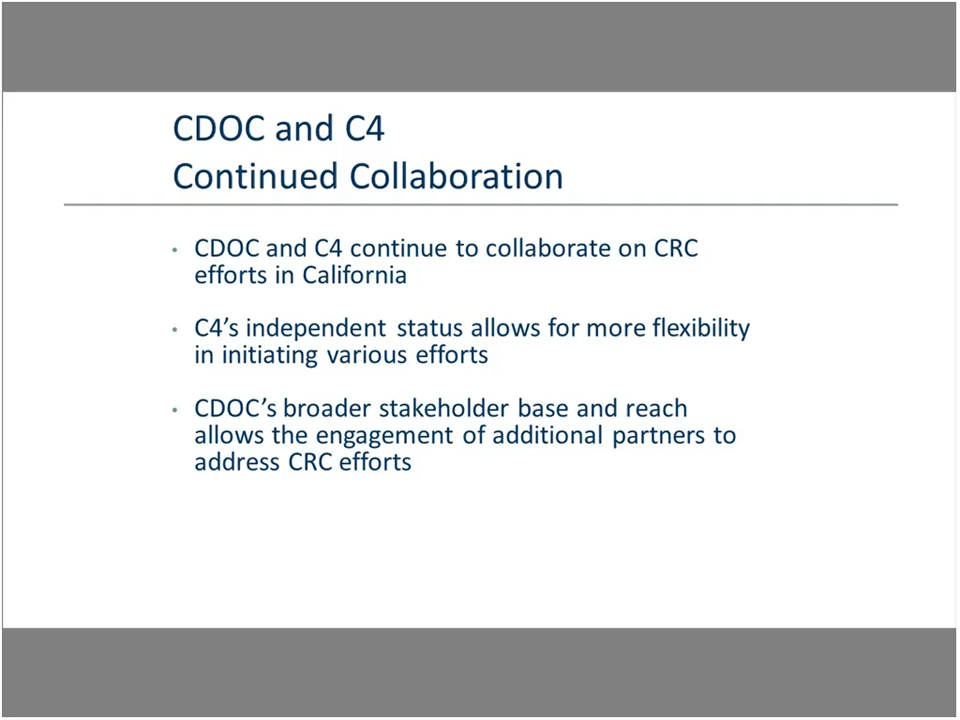 CDOC and C4
Continued Collaboration
• CDOC and C4 continue to collaborate on CRC
efforts in California
• C4’s independent status allows for more flexibility
in initiating various efforts
• CDOC’s broader stakeholder base and reach
allows the engagement of additional partners to
address CRC efforts